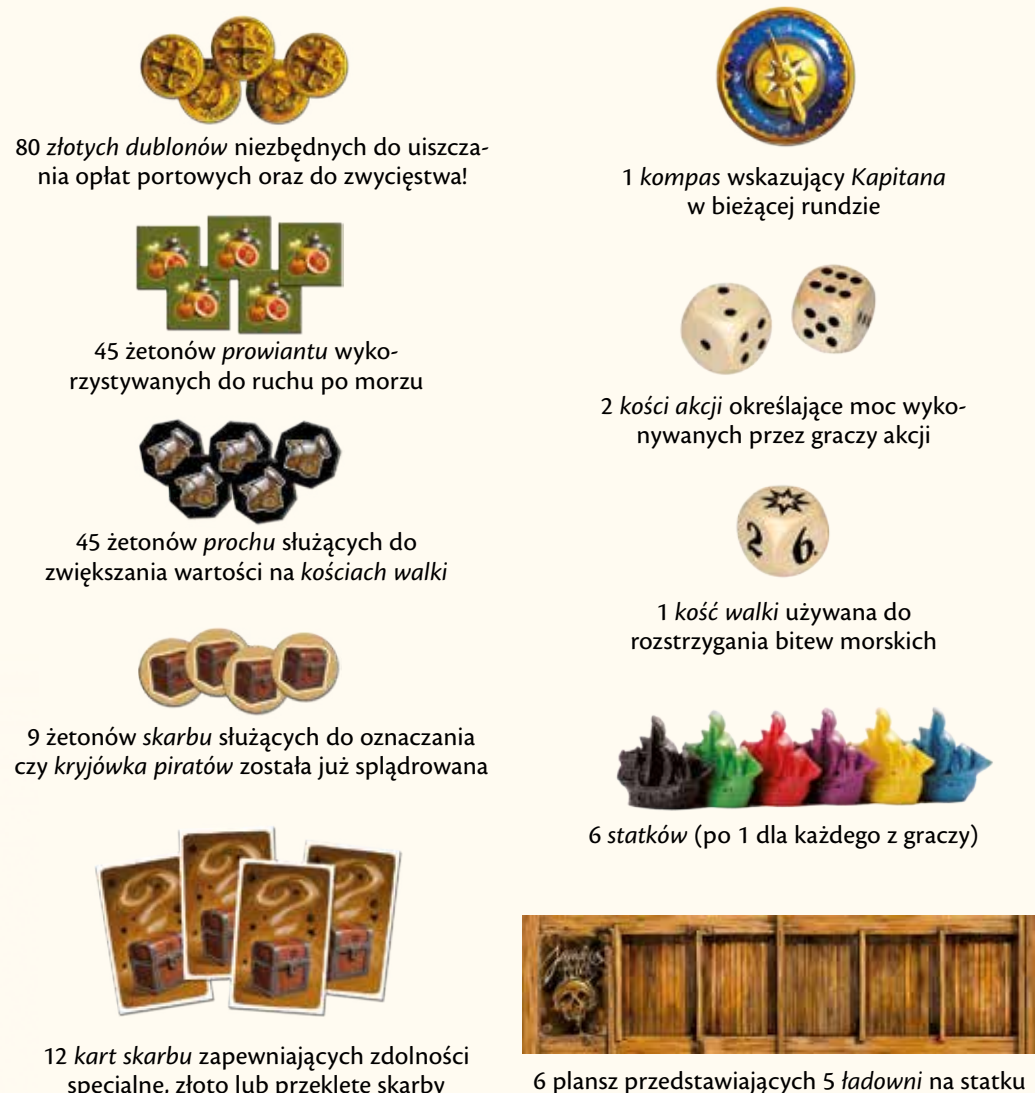 80 złotych dublonów niezbędnych do uiszcza-
nia opłat portowych oraz do zwycięstwa!
45 żetonów prowiantu wyko-
rzystywanych do ruchu po morzu
45 żetonów prochu służących do
zwiększania wartości na kościach walki
9 żetonów skarbu służących do oznaczania
czy kryjówka piratów została już splądrowana
12 kart skarbu zapewniających zdolności
specjalne, złoto lub przeklęte skarby
1 kompas wskazujący Kapitana
w bieżącej rundzie
2 kości akcji określające moc wyko-
nywanych przez graczy akcji
2 6.
1 kość walki używana do
rozstrzygania bitew morskich
6 statków (po 1 dla każdego z graczy)
6 plansz przedstawiających 5 ładowni na statku